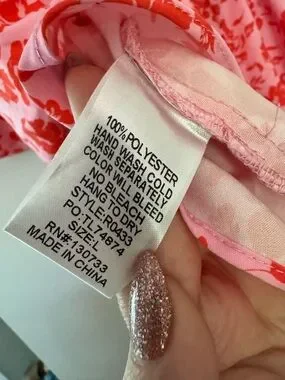 100% POLYESTER
HAND WASH COLD
WASH SEPARATELY
COLOR WILL BLEED
NO BLEACH
HANG TO DRY
STYLE: R0433
PO: TL74874
SIZE: L
RN#: 130733
MADE IN CHINA